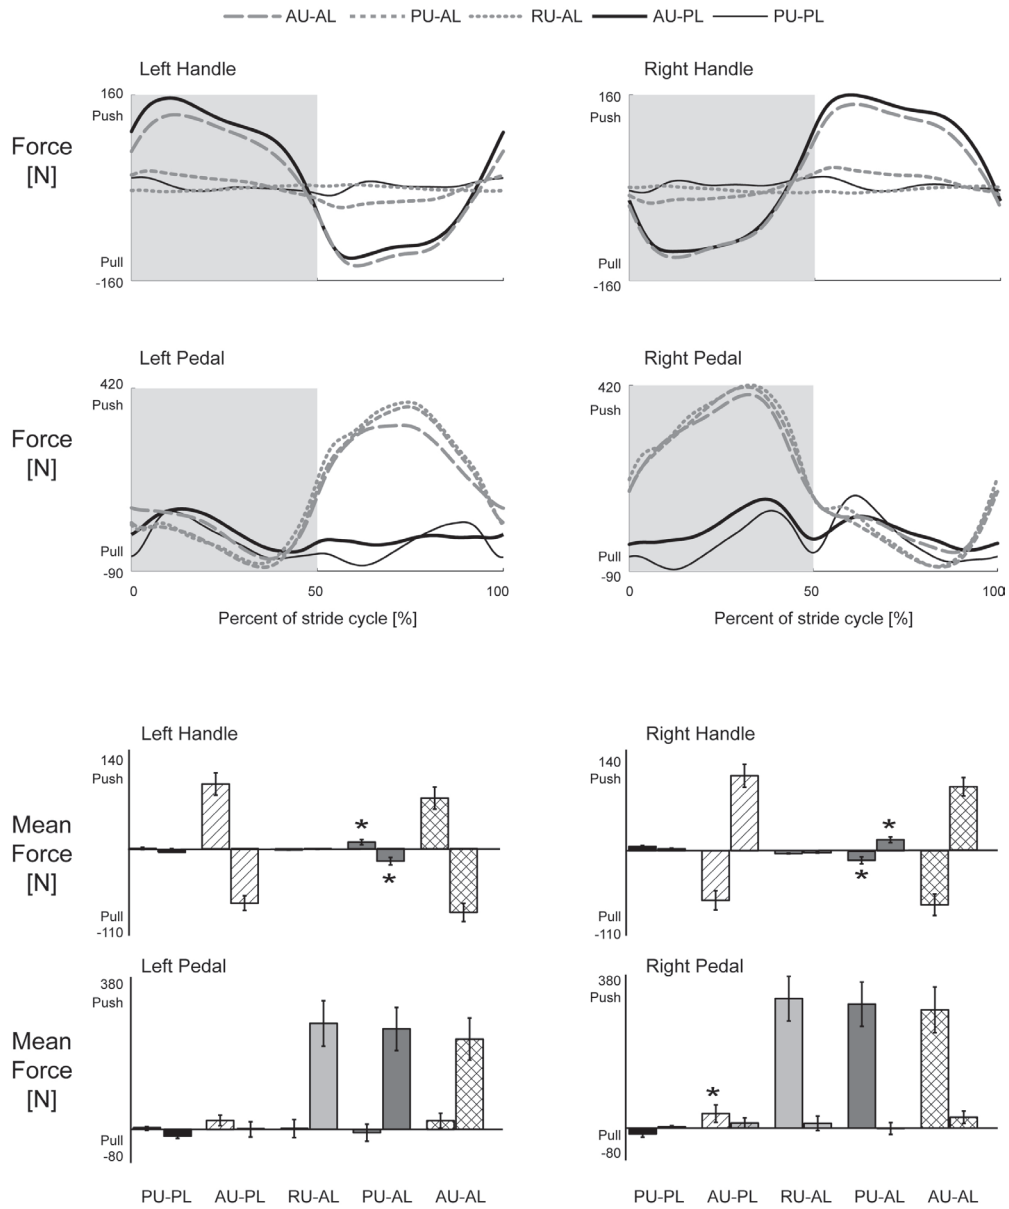 AU-AL PU-AL RU-AL AU-PL PU-PL
Left Handle Right Handle
160 160
Push Push
Force
[N]
Pull Pull
-160 -160
Left Pedal Right Pedal
420 420
Push Push
Force
[N]
Pull Pull
-90 -90
0 50 100 0 50 100
Percent of stride cycle [%] Percent of stride cycle [%]
Left Handle Right Handle
140 140
Push Push
* *
Mean
Force
[N]
* *
Pull Pull
-110 -110
Left Pedal Right Pedal
380 380
Push Push
Mean
Force
[N]
*
Pull Pull
-80 -80
PU-PL AU-PL RU-AL PU-AL AU-AL PU-PL AU-PL RU-AL PU-AL AU-AL